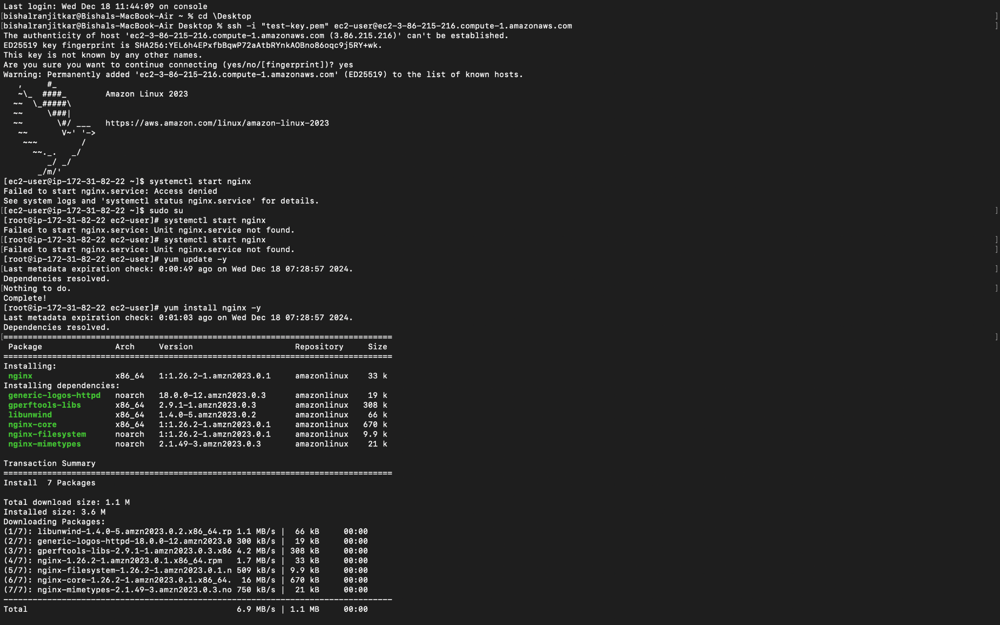 Last login: Wed Dec 18 11:44:09 on console
[bishalranjitkar@Bishals-MacBook-Air ~ % cd \Desktop ]
[bishalranjitkar@Bishals-MacBook-Air Desktop % ssh -i "test-key.pem" ec2-user@ec2-3-86-215-216.compute-1.amazonaws.com ]
The authenticity of host 'ec2-3-86-215-216.compute-1.amazonaws.com (3.86.215.216)' can't be established.
ED25519 key fingerprint is SHA256:YEL6h4EPxfbBqwP72aAtbRYnkAOBno86oqc9j5RY+wk.
This key is not known by any other names.
Are you sure you want to continue connecting (yes/no/[fingerprint])? yes
Warning: Permanently added 'ec2-3-86-215-216.compute-1.amazonaws.com' (ED25519) to the list of known hosts.
   ,     #_
   ~\_  ####_        Amazon Linux 2023
  ~~  \_#####\
  ~~     \###|
  ~~       \#/ ___   https://aws.amazon.com/linux/amazon-linux-2023
   ~~       V~' '->
    ~~~         /
      ~~._.   _/
         _/ _/
       _/m/'
[ec2-user@ip-172-31-82-22 ~]$ systemctl start nginx
Failed to start nginx.service: Access denied
See system logs and 'systemctl status nginx.service' for details.
[[ec2-user@ip-172-31-82-22 ~]$ sudo su ]
[root@ip-172-31-82-22 ec2-user]# systemctl start nginx
Failed to start nginx.service: Unit nginx.service not found.
[[root@ip-172-31-82-22 ec2-user]# systemctl start nginx ]
[Failed to start nginx.service: Unit nginx.service not found. ]
[root@ip-172-31-82-22 ec2-user]# yum update -y
[Last metadata expiration check: 0:00:49 ago on Wed Dec 18 07:28:57 2024. ]
Dependencies resolved.
[Nothing to do. ]
Complete!
[root@ip-172-31-82-22 ec2-user]# yum install nginx -y
Last metadata expiration check: 0:01:03 ago on Wed Dec 18 07:28:57 2024.
Dependencies resolved.
[================================================================================ ]
 Package               Arch     Version                     Repository     Size
================================================================================
Installing:
 nginx                 x86_64   1:1.26.2-1.amzn2023.0.1     amazonlinux    33 k
Installing dependencies:
 generic-logos-httpd   noarch   18.0.0-12.amzn2023.0.3      amazonlinux    19 k
 gperftools-libs       x86_64   2.9.1-1.amzn2023.0.3        amazonlinux   308 k
 libunwind             x86_64   1.4.0-5.amzn2023.0.2        amazonlinux    66 k
 nginx-core            x86_64   1:1.26.2-1.amzn2023.0.1     amazonlinux   670 k
 nginx-filesystem      noarch   1:1.26.2-1.amzn2023.0.1     amazonlinux   9.9 k
 nginx-mimetypes       noarch   2.1.49-3.amzn2023.0.3       amazonlinux    21 k

Transaction Summary
================================================================================
Install  7 Packages

Total download size: 1.1 M
Installed size: 3.6 M
Downloading Packages:
(1/7): libunwind-1.4.0-5.amzn2023.0.2.x86_64.rp 1.1 MB/s |  66 kB     00:00
(2/7): generic-logos-httpd-18.0.0-12.amzn2023.0 300 kB/s |  19 kB     00:00
(3/7): gperftools-libs-2.9.1-1.amzn2023.0.3.x86 4.2 MB/s | 308 kB     00:00
(4/7): nginx-1.26.2-1.amzn2023.0.1.x86_64.rpm   1.7 MB/s |  33 kB     00:00
(5/7): nginx-filesystem-1.26.2-1.amzn2023.0.1.n 509 kB/s | 9.9 kB     00:00
(6/7): nginx-core-1.26.2-1.amzn2023.0.1.x86_64.  16 MB/s | 670 kB     00:00
(7/7): nginx-mimetypes-2.1.49-3.amzn2023.0.3.no 750 kB/s |  21 kB     00:00
--------------------------------------------------------------------------------
Total                                           6.9 MB/s | 1.1 MB     00:00